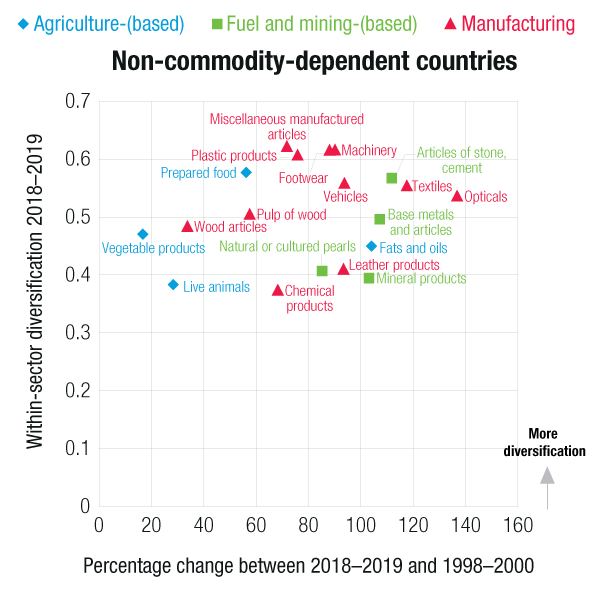 Agriculture-(based) Fuel and mining-(based) Manufacturing
Non-commodity-dependent countries
Within-sector diversification 2018–2019
0.7
0.6
0.5
0.4
0.3
0.2
0.1
0
Miscellaneous manufactured
articles
Plastic products
Machinery
Articles of stone,
cement
Prepared food
Footwear
Vehicles
Textiles
Opticals
Pulp of wood
Wood articles
Base metals
and articles
Vegetable products
Natural or cultured pearls
Fats and oils
Leather products
Mineral products
Live animals
Chemical
products
More
diversification
0 20 40 60 80 100 120 140 160
Percentage change between 2018–2019 and 1998–2000